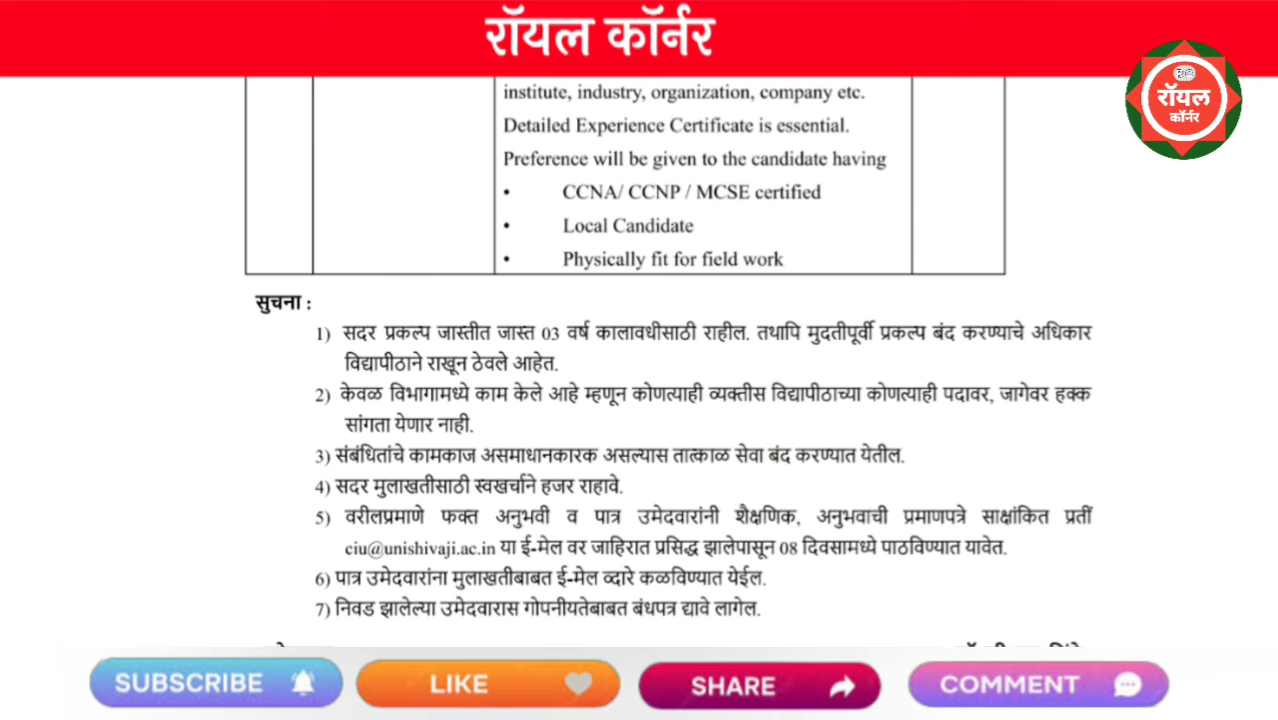 रॉयल कॉर्नर
RC
रॉयल
कॉर्नर
institute, industry, organization, company etc.
Detailed Experience Certificate is essential.
Preference will be given to the candidate having
• CCNA/ CCNP / MCSE certified
• Local Candidate
• Physically fit for field work
सुचना :
1) सदर प्रकल्प जास्तीत जास्त 03 वर्ष कालावधीसाठी राहील. तथापि मुदतीपूर्वी प्रकल्प बंद करण्याचे अधिकार
विद्यापीठाने राखून ठेवले आहेत.
2) केवळ विभागामध्ये काम केले आहे म्हणून कोणत्याही व्यक्तीस विद्यापीठाच्या कोणत्याही पदावर, जागेवर हक्क
सांगता येणार नाही.
3) संबंधितांचे कामकाज असमाधानकारक असल्यास तात्काळ सेवा बंद करण्यात येतील.
4) सदर मुलाखतीसाठी स्वखर्चाने हजर राहावे.
5) वरीलप्रमाणे फक्त अनुभवी व पात्र उमेदवारांनी शैक्षणिक, अनुभवाची प्रमाणपत्रे साक्षांकित प्रतीं
ciu@unishivaji.ac.in या ई-मेल वर जाहिरात प्रसिद्ध झालेपासून 08 दिवसामध्ये पाठविण्यात यावेत.
6) पात्र उमेदवारांना मुलाखतीबाबत ई-मेल व्दारे कळविण्यात येईल.
7) निवड झालेल्या उमेदवारास गोपनीयतेबाबत बंधपत्र द्यावे लागेल.
SUBSCRIBE
LIKE
SHARE
COMMENT